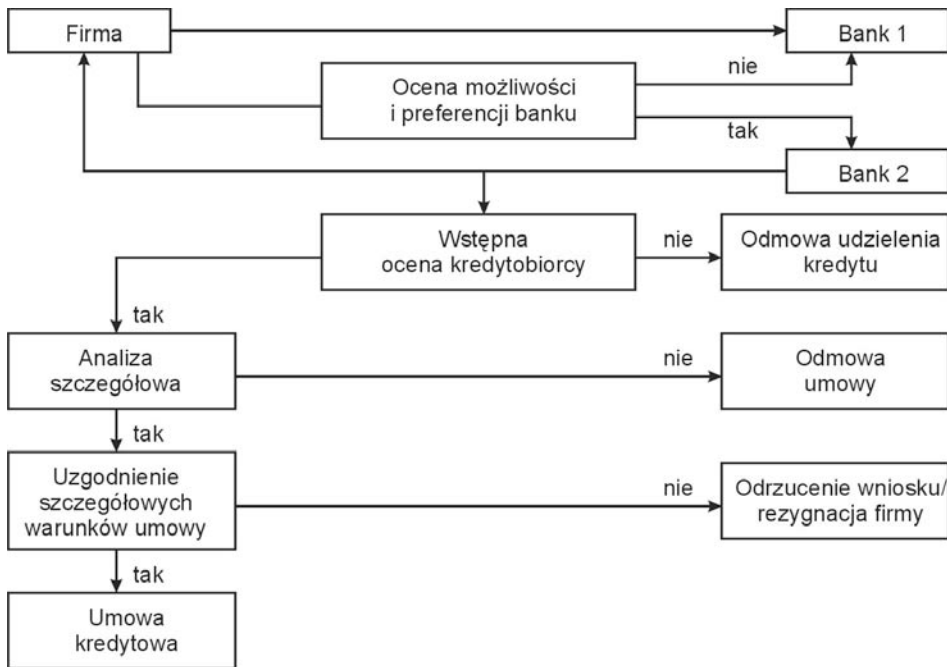 Firma
Bank 1
Ocena możliwości
i preferencji banku
nie
tak
Bank 2
Wstępna
ocena kredytobiorcy
nie
Odmowa udzielenia
kredytu
tak
Analiza
szczegółowa
nie
Odmowa
umowy
tak
Uzgodnienie
szczegółowych
warunków umowy
nie
Odrzucenie wniosku/
rezygnacja firmy
tak
Umowa
kredytowa